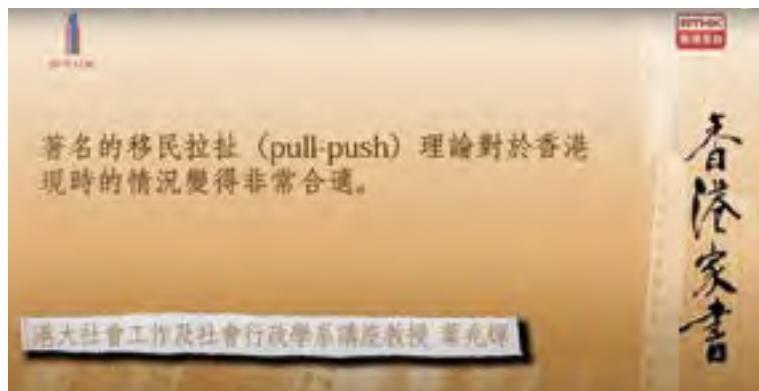 RTHK
著名的移民拉扯（pull-push）理論對於香港
現時的情況變得非常合適。
香港家書
港大社會工作及社會行政學系講座教授 葉兆輝